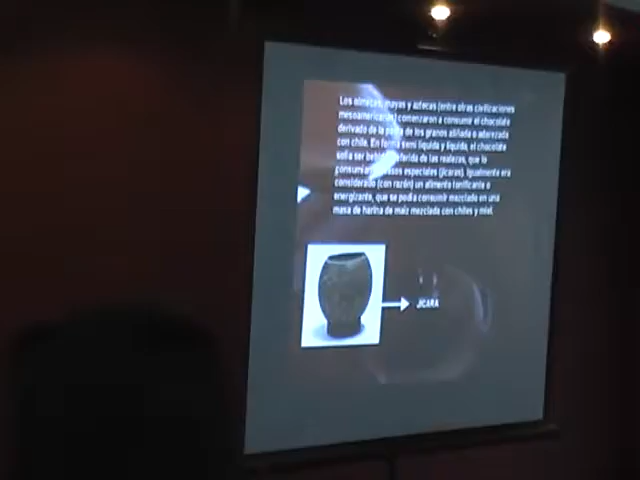 Los olmecas, mayas y aztecas (entre otras civilizaciones
mesoamericanas) comenzaron a consumir el chocolate
derivado de la pasta de los granos aliñada o aderezada
con chile. En forma semi líquida y líquida, el chocolate
solía ser bebida preferida de las realezas, que lo
consumían vasos especiales (jícaras). Igualmente era
considerado (con razón) un alimento tonificante o
energizante, que se podía consumir mezclado en una
masa de harina de maíz mezclada con chiles y miel.
JICARA